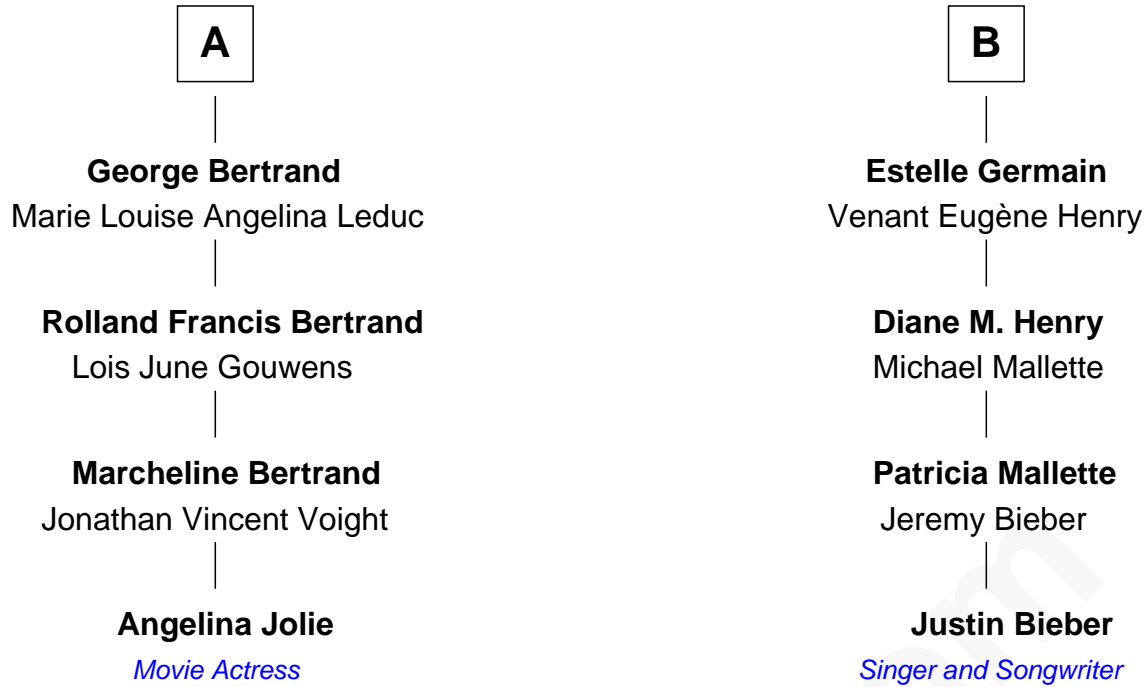 A
George Bertrand
Marie Louise Angelina Leduc
Rolland Francis Bertrand
Lois June Gouwens
Marcheline Bertrand
Jonathan Vincent Voight
Angelina Jolie
Movie Actress
B
Estelle Germain
Venant Eugène Henry
Diane M. Henry
Michael Mallette
Patricia Mallette
Jeremy Bieber
Justin Bieber
Singer and Songwriter